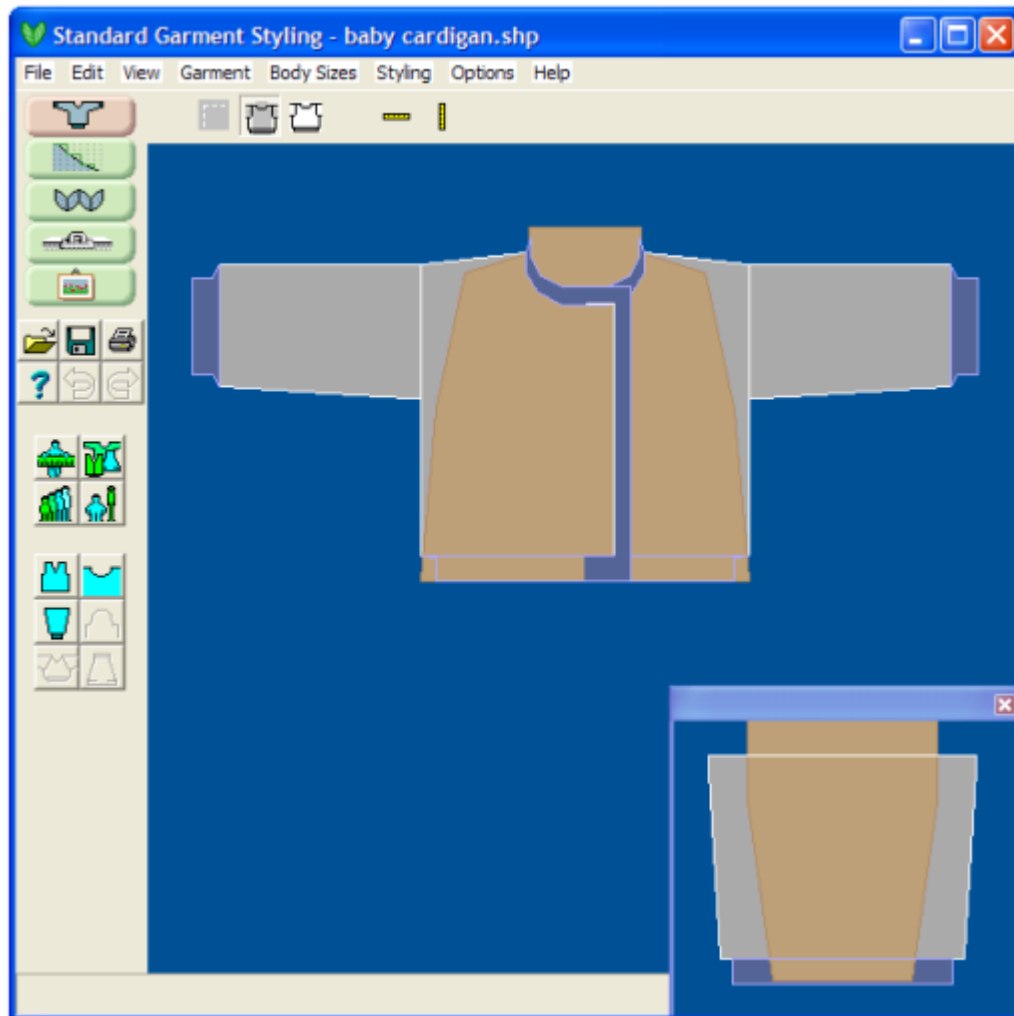 Standard Garment Styling - baby cardigan.shp
File Edit View Garment Body Sizes Styling Options Help
?